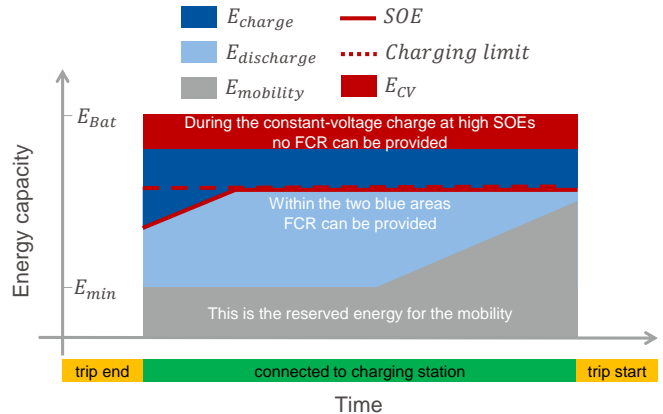 E_charge
SOE
E_discharge
Charging limit
E_mobility
E_CV
E_Bat
During the constant-voltage charge at high SOEs
no FCR can be provided
Within the two blue areas
FCR can be provided
Energy capacity
E_min
This is the reserved energy for the mobility
trip end
connected to charging station
trip start
Time